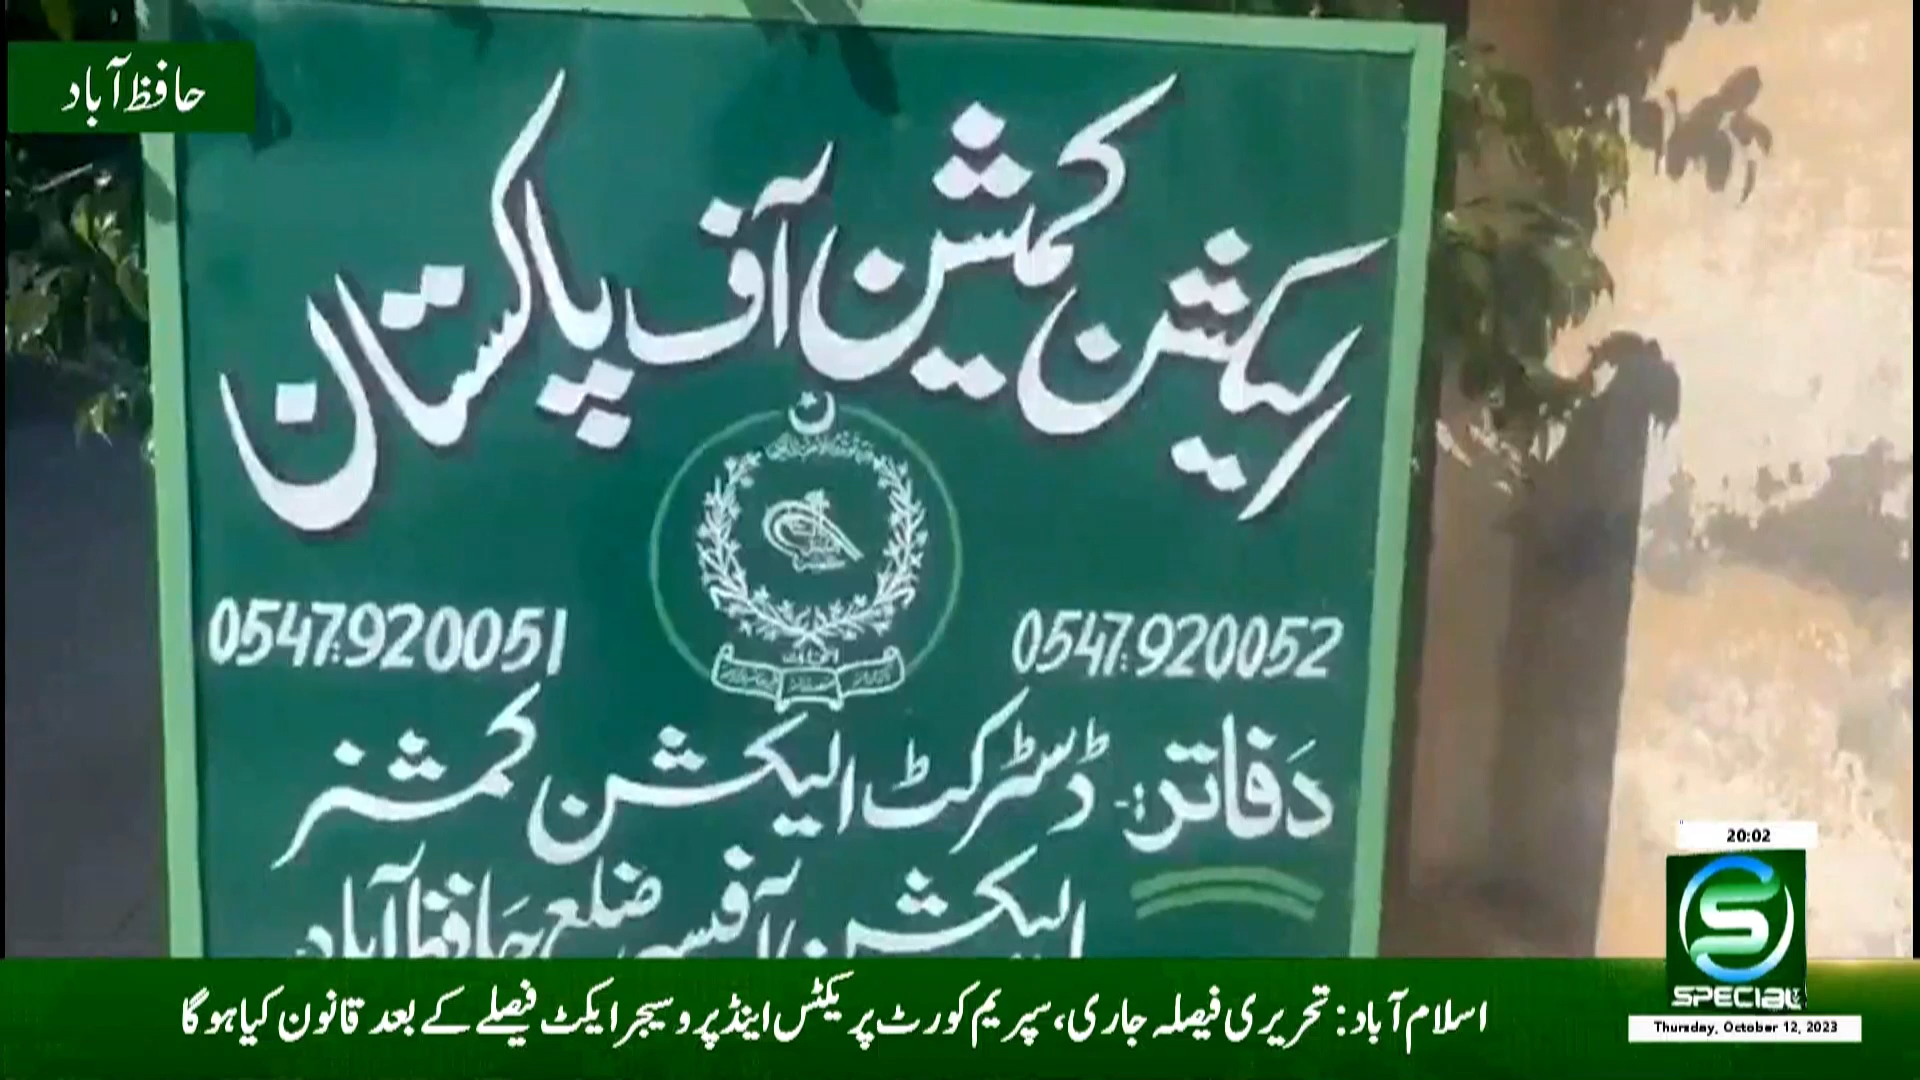 حافظ آباد
الیکشن کمیشن آف پاکستان
0547:920051
0547:920052
دفاتر:- ڈسٹرکٹ الیکشن کمشنر
الیکشن آفیسر ضلع حافظ آباد
20:02
S
SPECIAL
Thursday, October 12, 2023
اسلام آباد: تحریری فیصلہ جاری، سپریم کورٹ پریکٹس اینڈ پروسیجر ایکٹ فیصلے کے بعد قانون کیا ہوگا